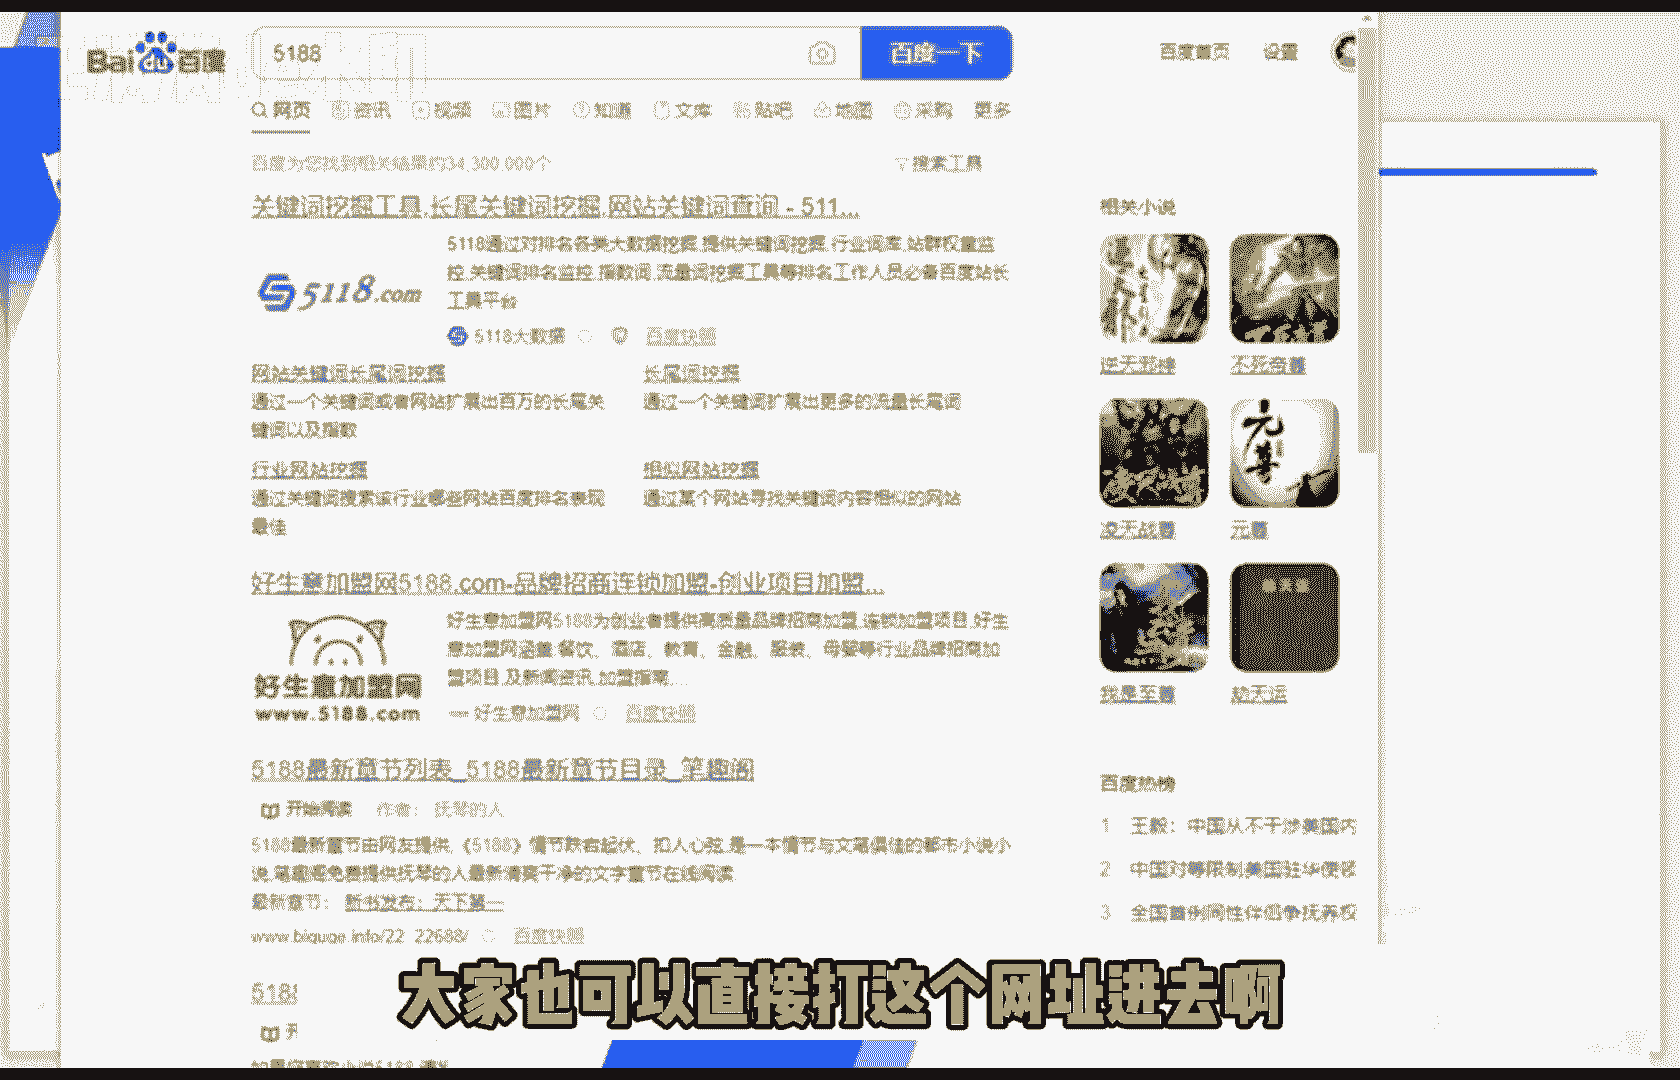 Bai du 百度
5188
百度一下
百度首页 设置
网页 资讯 视频 图片 知道 文库 贴吧 地图 采购 更多
百度为您找到相关结果约34,300,000个
搜索工具
关键词挖掘工具,长尾关键词挖掘,网站关键词查询 - 511...
5118通过对排名各类大数据挖掘,提供关键词挖掘,行业词库,站群权重监
控,关键词排名监控,指数词,流量词挖掘工具等排名工作人员必备百度站长
工具平台
5118.com
5118大数据 百度快照
网站关键词长尾词挖掘
通过一个关键词或者网站扩展出百万的长尾关
键词以及指数
长尾词挖掘
通过一个关键词扩展出更多的流量长尾词
行业网站挖掘
通过关键词搜索该行业哪些网站百度排名表现
最佳
相似网站挖掘
通过某个网站寻找关键词内容相似的网站
好生意加盟网5188.com-品牌招商连锁加盟-创业项目加盟...
好生意加盟网5188为创业者提供高质量品牌招商加盟,连锁加盟项目,好生
意加盟网涵盖:餐饮、酒店、教育、金融、服装、母婴等行业品牌招商加
盟项目,及新闻资讯,加盟指南...
好生意加盟网
www.5188.com
好生意加盟网 百度快照
5188最新章节列表_5188最新章节目录_笔趣阁
开始阅读 作者: 抚琴的人
5188最新章节由网友提供,《5188》情节跌宕起伏、扣人心弦,是一本情节与文笔俱佳的都市小说小
说,笔趣阁免费提供抚琴的人最新清爽干净的文字章节在线阅读
最新章节: 新书发布:天下第一
www.biquge.info/22_22688/ 百度快照
518
相关小说
逆天邪神
不死帝尊
凌天战尊
元尊
元尊
我是至尊
百度热榜
1 王毅:中国从不干涉美国内
2 中国对等限制美国驻华使领
3 全国首例同性伴侣争抚养权
大家也可以直接打这个网址进去啊